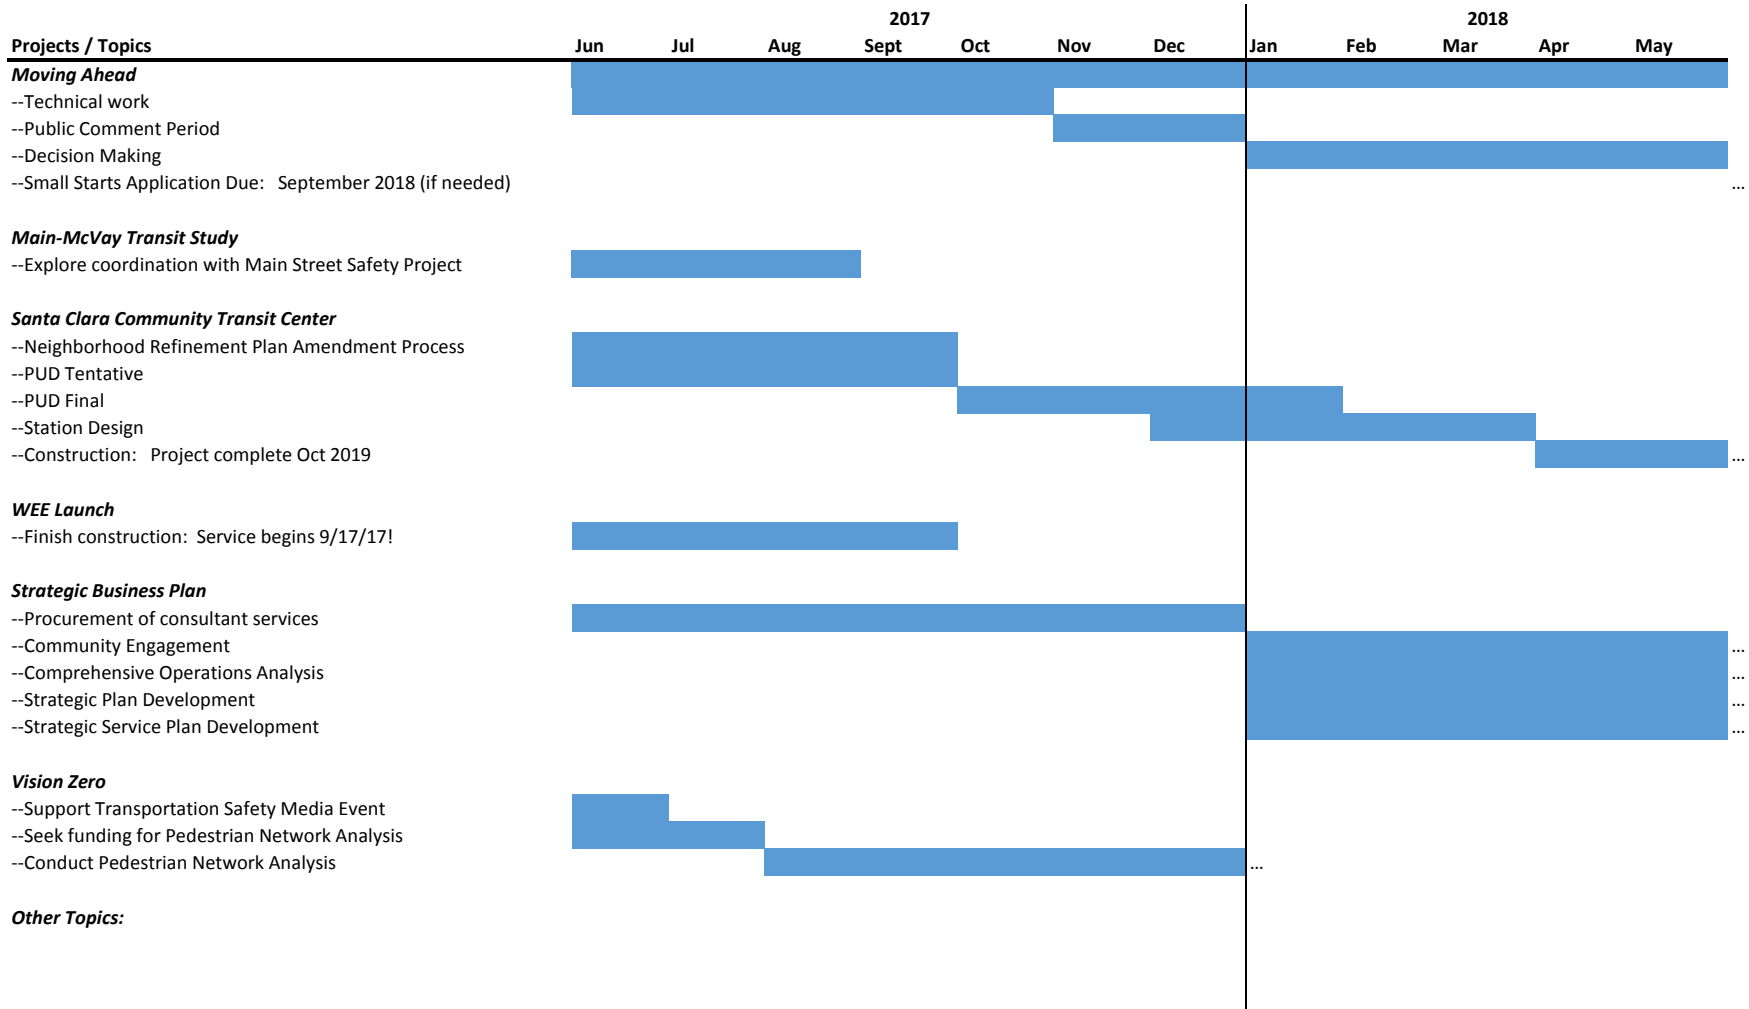 2017 2018
Projects / Topics Jun Jul Aug Sept Oct Nov Dec Jan Feb Mar Apr May
Moving Ahead
--Technical work
--Public Comment Period
--Decision Making
--Small Starts Application Due:   September 2018 (if needed) ...
Main-McVay Transit Study
--Explore coordination with Main Street Safety Project
Santa Clara Community Transit Center
--Neighborhood Refinement Plan Amendment Process
--PUD Tentative
--PUD Final
--Station Design
--Construction:   Project complete Oct 2019 ...
WEE Launch
--Finish construction:  Service begins 9/17/17!
Strategic Business Plan
--Procurement of consultant services
--Community Engagement ...
--Comprehensive Operations Analysis ...
--Strategic Plan Development ...
--Strategic Service Plan Development ...
Vision Zero
--Support Transportation Safety Media Event
--Seek funding for Pedestrian Network Analysis
--Conduct Pedestrian Network Analysis ...
Other Topics: